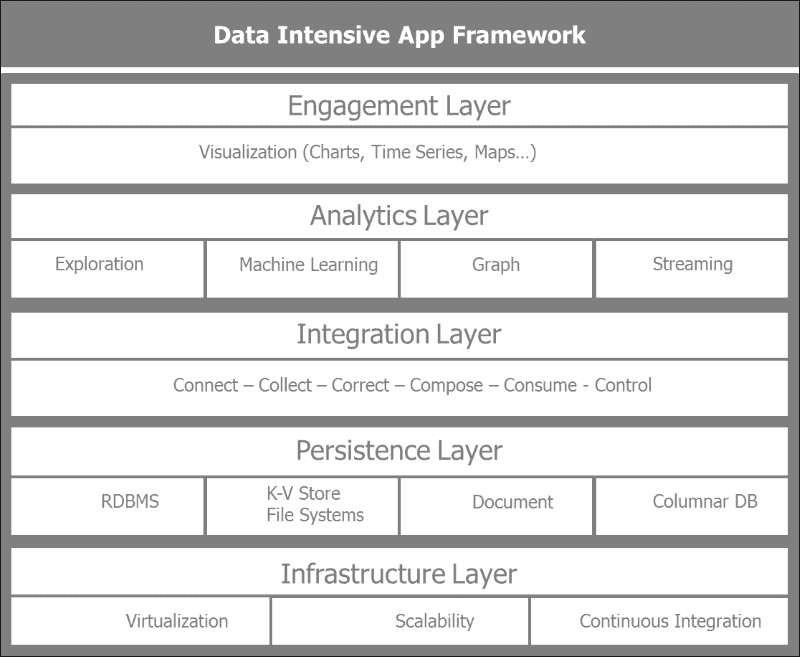 Data Intensive App Framework
Engagement Layer
Visualization (Charts, Time Series, Maps...)
Analytics Layer
Exploration
Machine Learning
Graph
Streaming
Integration Layer
Connect – Collect – Correct – Compose – Consume - Control
Persistence Layer
RDBMS
K-V Store
File Systems
Document
Columnar DB
Infrastructure Layer
Virtualization
Scalability
Continuous Integration